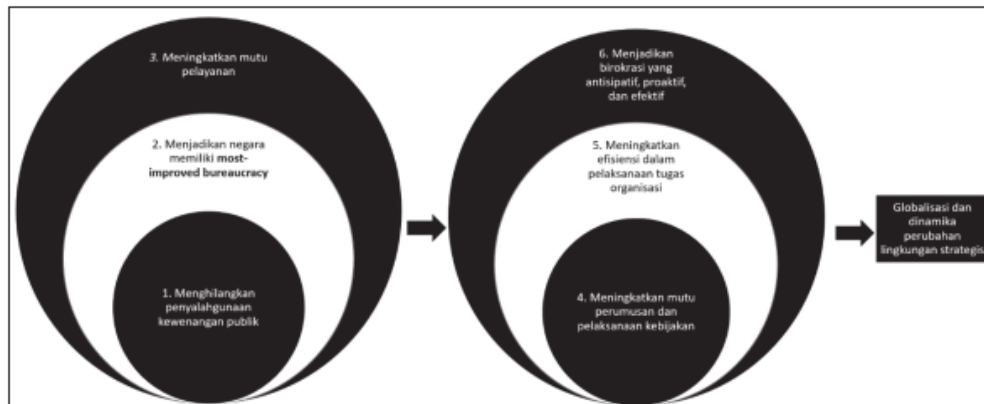 3. Meningkatkan mutu
pelayanan
2. Menjadikan negara
memiliki most-
improved bureaucracy
1. Menghilangkan
penyalahgunaan
kewenangan publik
6. Menjadikan
birokrasi yang
antisipatif, proaktif,
dan efektif
5. Meningkatkan
efisiensi dalam
pelaksanaan tugas
organisasi
4. Meningkatkan mutu
perumusan dan
pelaksanaan kebijakan
Globalisasi dan
dinamika
perubahan
lingkungan strategis